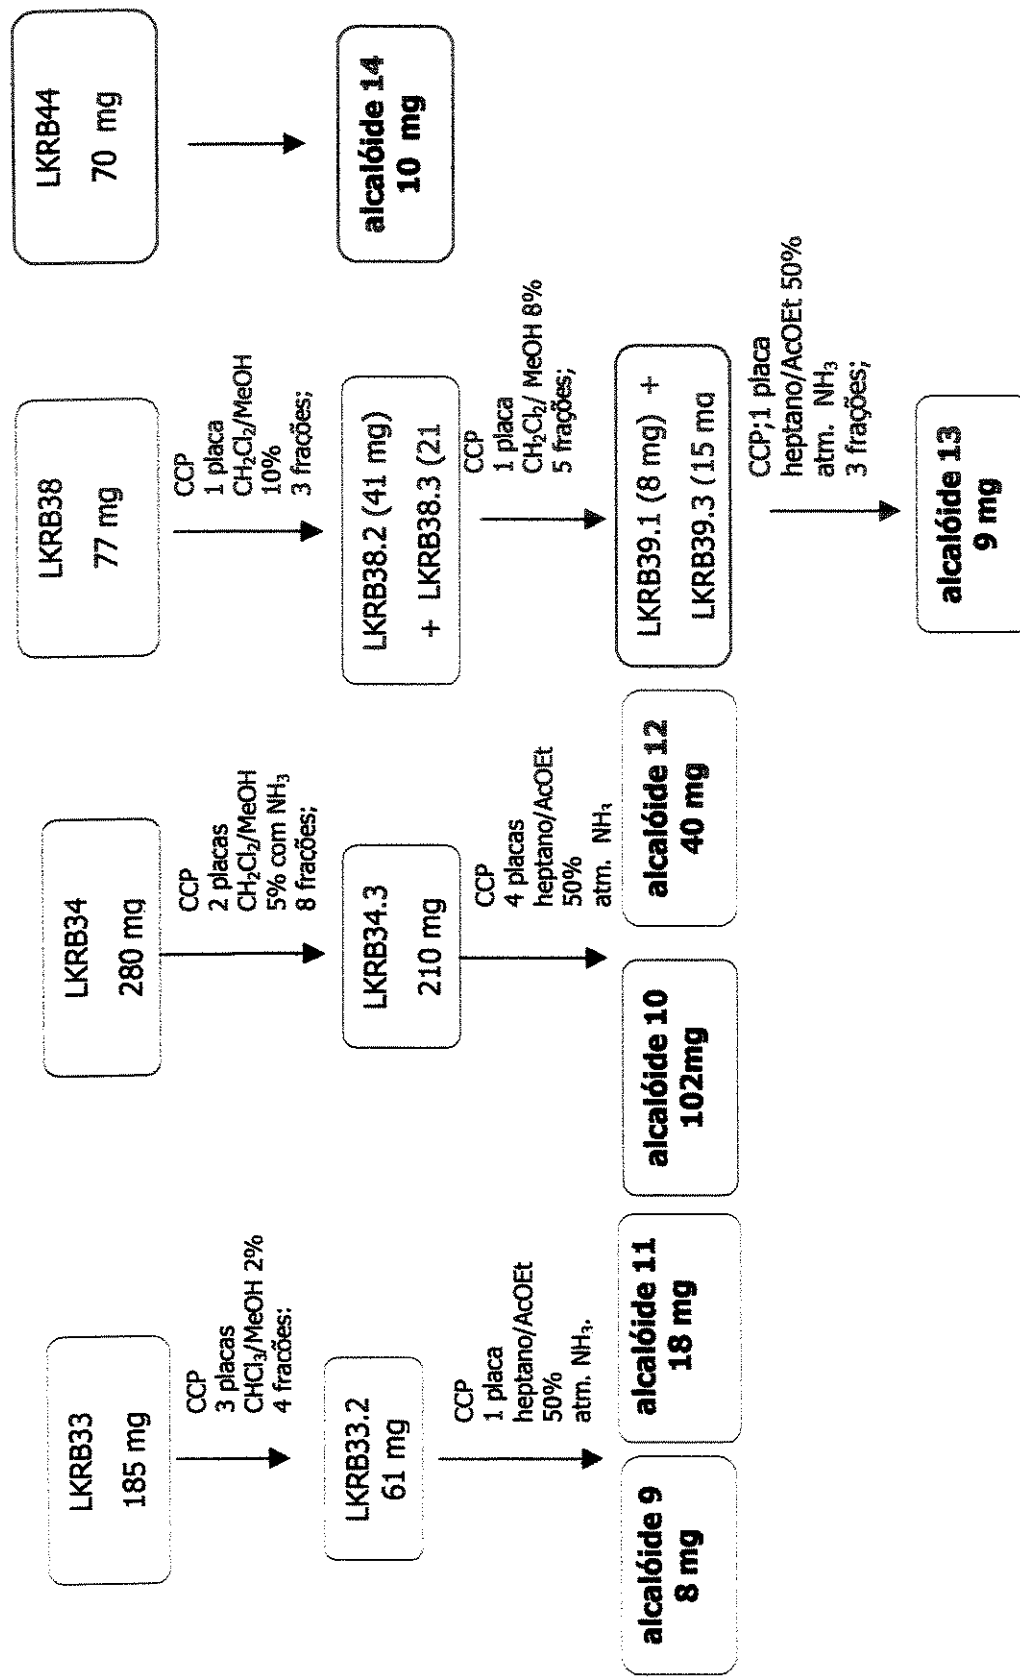 LKRB33
185 mg
CCP
3 placas
CHCl₃/MeOH 2%
4 frações:
LKRB33.2
61 mg
CCP
1 placa
heptano/AcOEt
50%
atm. NH₃.
alcalóide 9
8 mg
alcalóide 11
18 mg
LKRB34
280 mg
CCP
2 placas
CH₂Cl₂/MeOH
5% com NH₃
8 frações;
LKRB34.3
210 mg
CCP
4 placas
heptano/AcOEt
50%
atm. NH₃
alcalóide 10
102mg
alcalóide 12
40 mg
LKRB38
77 mg
CCP
1 placa
CH₂Cl₂/MeOH
10%
3 frações;
LKRB38.2 (41 mg)
+ LKRB38.3 (21
CCP
1 placa
CH₂Cl₂/ MeOH 8%
5 frações;
LKRB39.1 (8 mg) +
LKRB39.3 (15 mg
CCP;1 placa
heptano/AcOEt 50%
atm. NH₃
3 frações;
alcalóide 13
9 mg
LKRB44
70 mg
alcalóide 14
10 mg